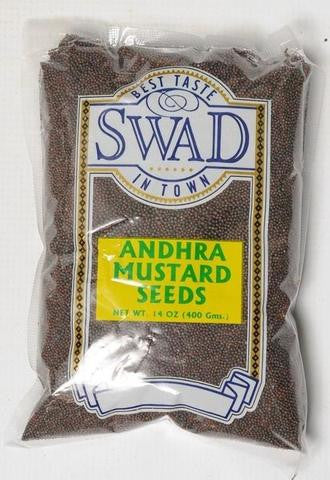 BEST TASTE
SWAD
IN TOWN
ANDHRA
MUSTARD
SEEDS
NET WT. 14 OZ (400 Gms.)